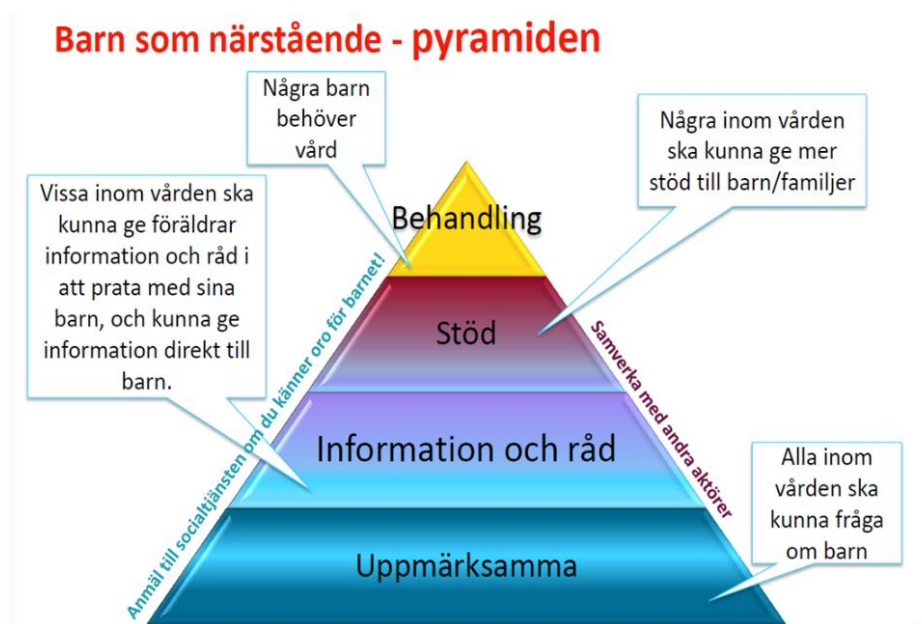 Barn som närstående - pyramiden
Några barn
behöver
vård
Några inom vården
ska kunna ge mer
stöd till barn/familjer
Vissa inom vården ska
kunna ge föräldrar
information och råd i
att prata med sina
barn, och kunna ge
information direkt till
barn.
Behandling
Stöd
Information och råd
Uppmärksamma
Anmäl till socialtjänsten om du känner oro för barnet!
Samverka med andra aktörer
Alla inom
vården ska
kunna fråga
om barn